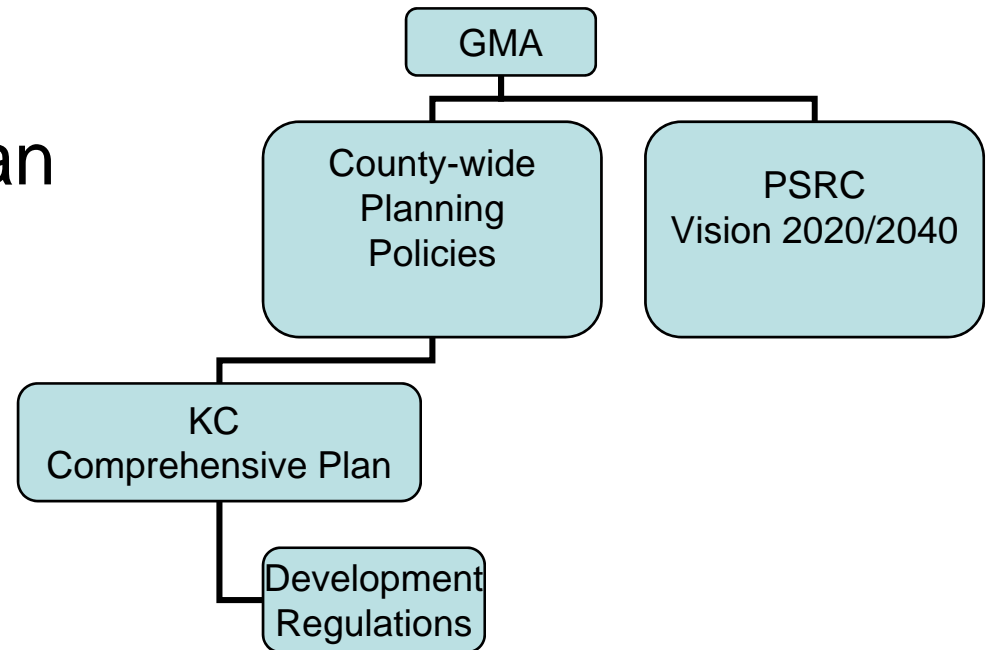 GMA
an
County-wide
Planning
Policies
PSRC
Vision 2020/2040
KC
Comprehensive Plan
Development
Regulations